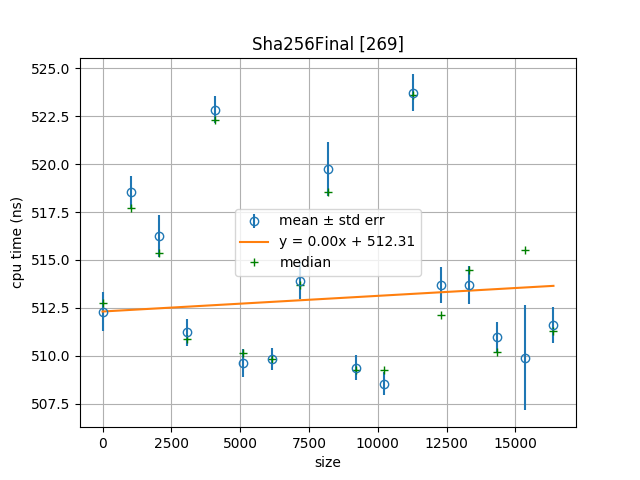 Sha256Final [269]
525.0
522.5
520.0
517.5
515.0
512.5
510.0
507.5
cpu time (ns)
mean ± std err
y = 0.00x + 512.31
median
0 2500 5000 7500 10000 12500 15000
size